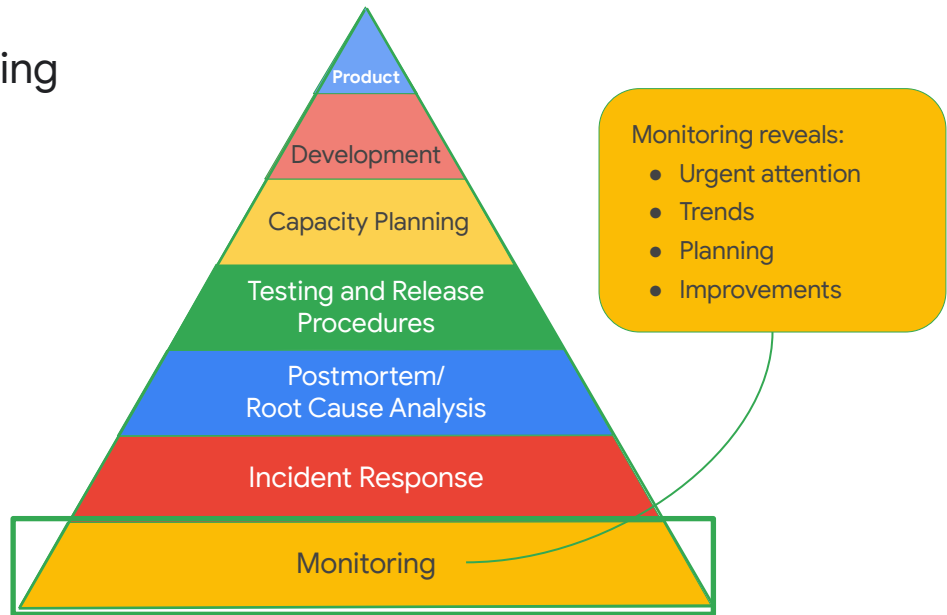 ing
Product
Development
Capacity Planning
Testing and Release
Procedures
Postmortem/
Root Cause Analysis
Incident Response
Monitoring
Monitoring reveals:
● Urgent attention
● Trends
● Planning
● Improvements